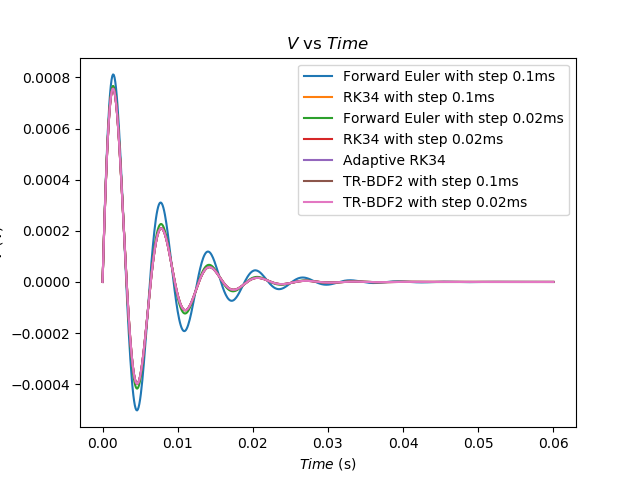 V vs Time
Forward Euler with step 0.1ms
RK34 with step 0.1ms
Forward Euler with step 0.02ms
RK34 with step 0.02ms
Adaptive RK34
TR-BDF2 with step 0.1ms
TR-BDF2 with step 0.02ms
0.0008
0.0006
0.0004
0.0002
0.0000
−0.0002
−0.0004
0.00 0.01 0.02 0.03 0.04 0.05 0.06
Time (s)